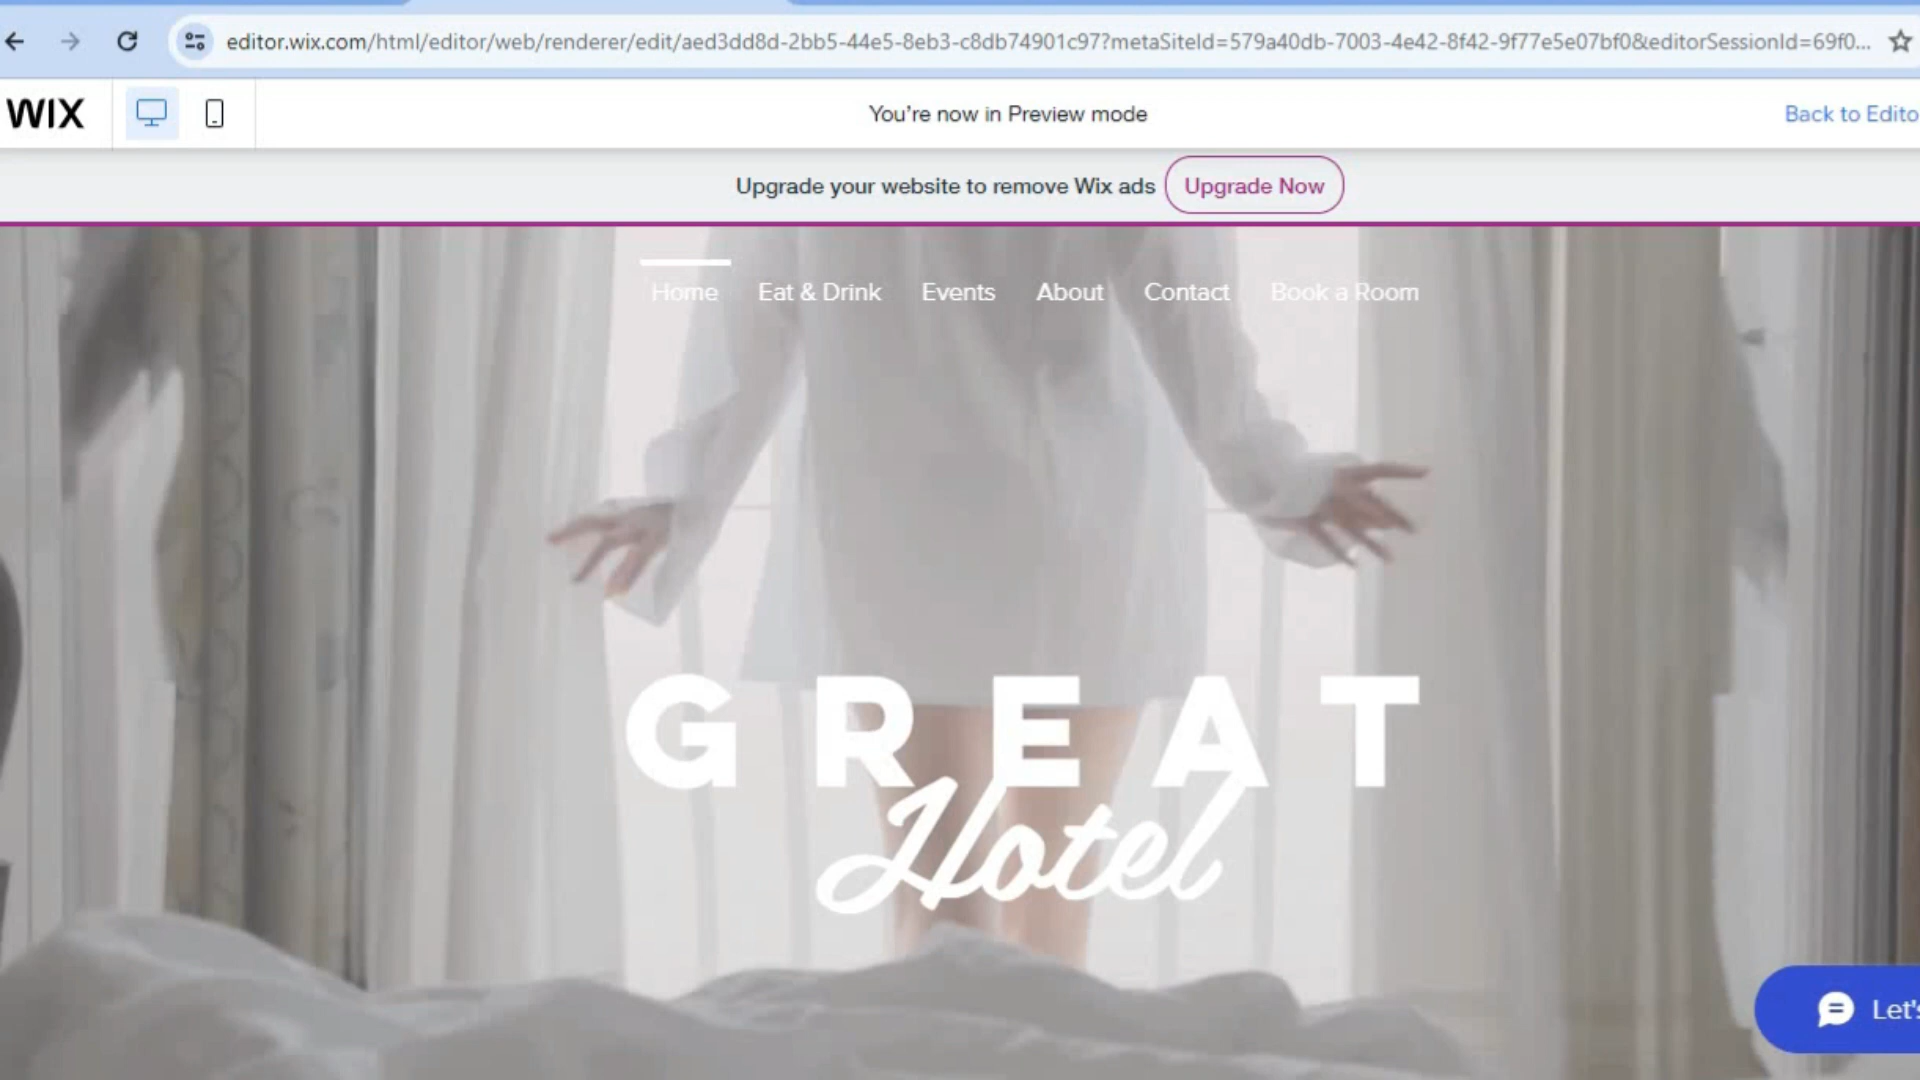 editor.wix.com/html/editor/web/renderer/edit/aed3dd8d-2bb5-44e5-8eb3-c8db74901c97?metaSiteId=579a40db-7003-4e42-8f42-9f77e5e07bf0&editorSessionId=69f0...
WIX
You're now in Preview mode
Back to Edito
Upgrade your website to remove Wix ads
Upgrade Now
Home
Eat & Drink
Events
About
Contact
Book a Room
GREAT
Hotel
Let's